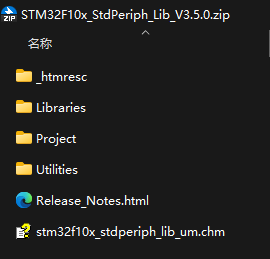 STM32F10x_StdPeriph_Lib_V3.5.0.zip
名称
_htmresc
Libraries
Project
Utilities
Release_Notes.html
stm32f10x_stdperiph_lib_um.chm